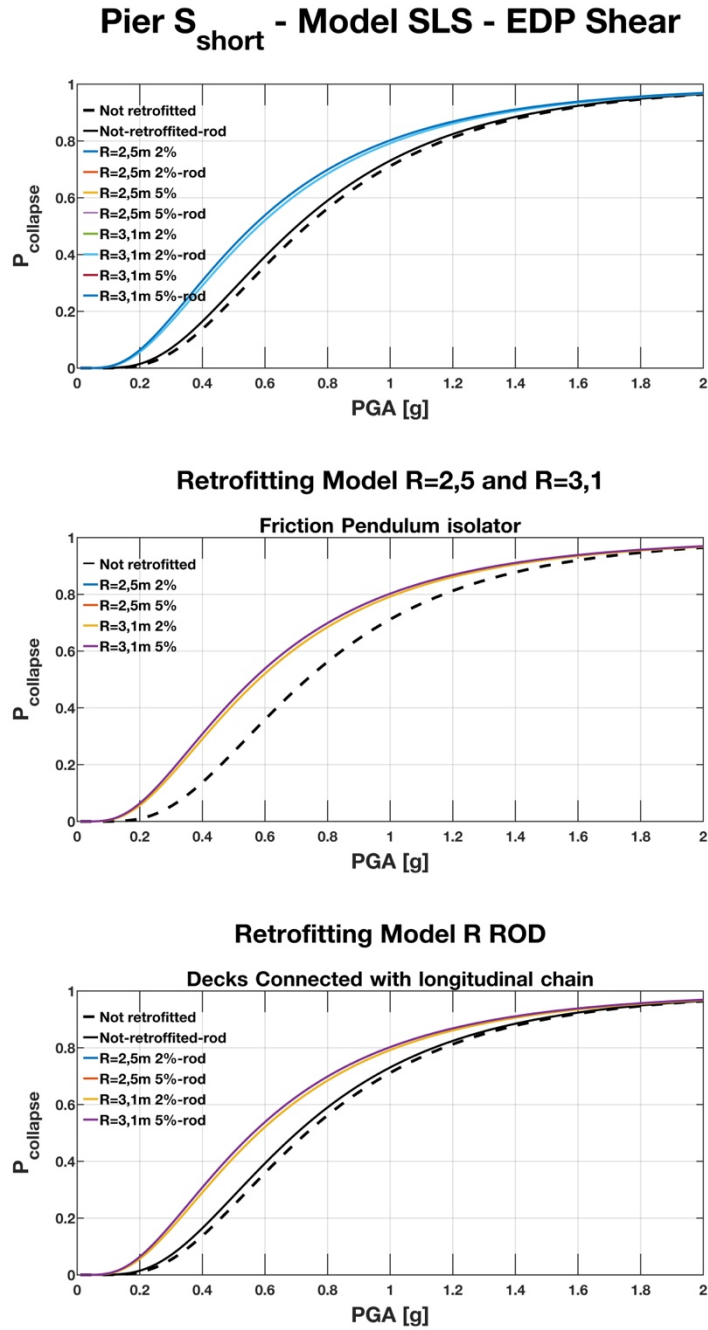 Pier S_short - Model SLS - EDP Shear
1
Not retrofitted
Not-retroffited-rod
0.8
R=2,5m 2%
R=2,5m 2%-rod
0.6
R=2,5m 5%
R=2,5m 5%-rod
P_collapse
R=3,1m 2%
0.4
R=3,1m 2%-rod
R=3,1m 5%
R=3,1m 5%-rod
0.2
0
0 0.2 0.4 0.6 0.8 1 1.2 1.4 1.6 1.8 2
PGA [g]
Retrofitting Model R=2,5 and R=3,1
Friction Pendulum isolator
1
Not retrofitted
R=2,5m 2%
0.8
R=2,5m 5%
R=3,1m 2%
R=3,1m 5%
0.6
P_collapse
0.4
0.2
0
0 0.2 0.4 0.6 0.8 1 1.2 1.4 1.6 1.8 2
PGA [g]
Retrofitting Model R ROD
Decks Connected with longitudinal chain
1
Not retrofitted
Not-retroffited-rod
0.8
R=2,5m 2%-rod
R=2,5m 5%-rod
R=3,1m 2%-rod
0.6
R=3,1m 5%-rod
P_collapse
0.4
0.2
0
0 0.2 0.4 0.6 0.8 1 1.2 1.4 1.6 1.8 2
PGA [g]